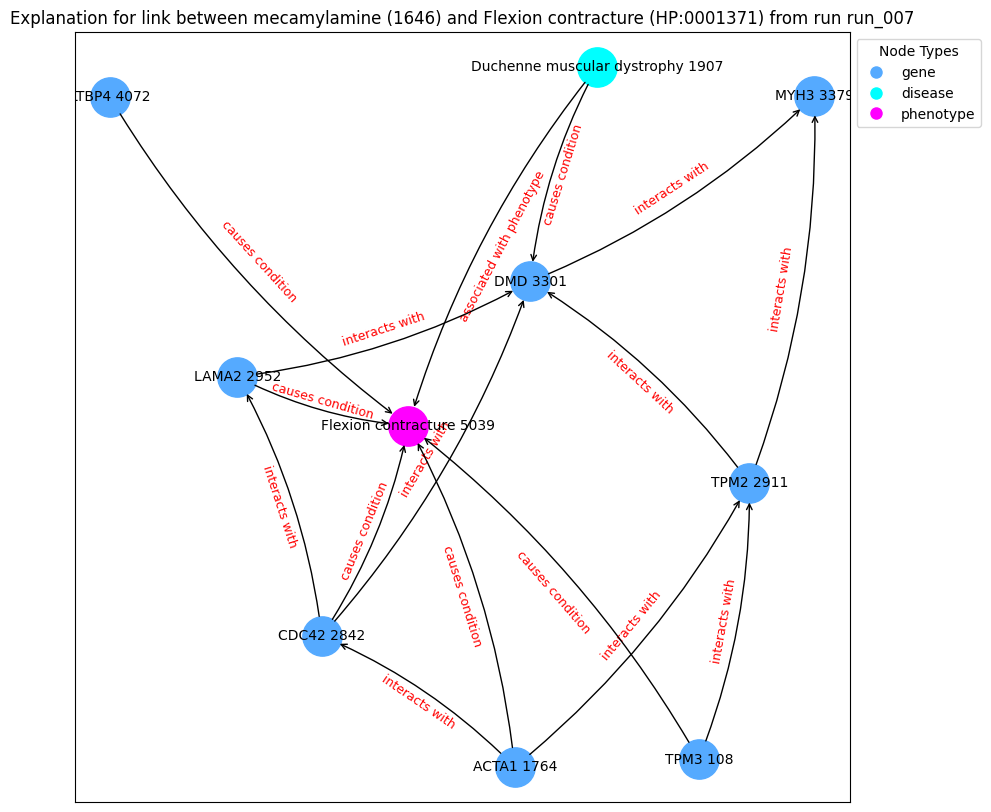 Explanation for link between mecamylamine (1646) and Flexion contracture (HP:0001371) from run run_007
Node Types
gene
disease
phenotype
Duchenne muscular dystrophy 1907
TBP4 4072
MYH3 3379
causes condition
associated with phenotype
interacts with
causes condition
DMD 3301
interacts with
interacts with
interacts with
LAMA2 2952
causes condition
Flexion contracture 5039
interacts with
TPM2 2911
interacts with
causes condition
causes condition
causes condition
interacts with
interacts with
CDC42 2842
interacts with
ACTA1 1764
TPM3 108